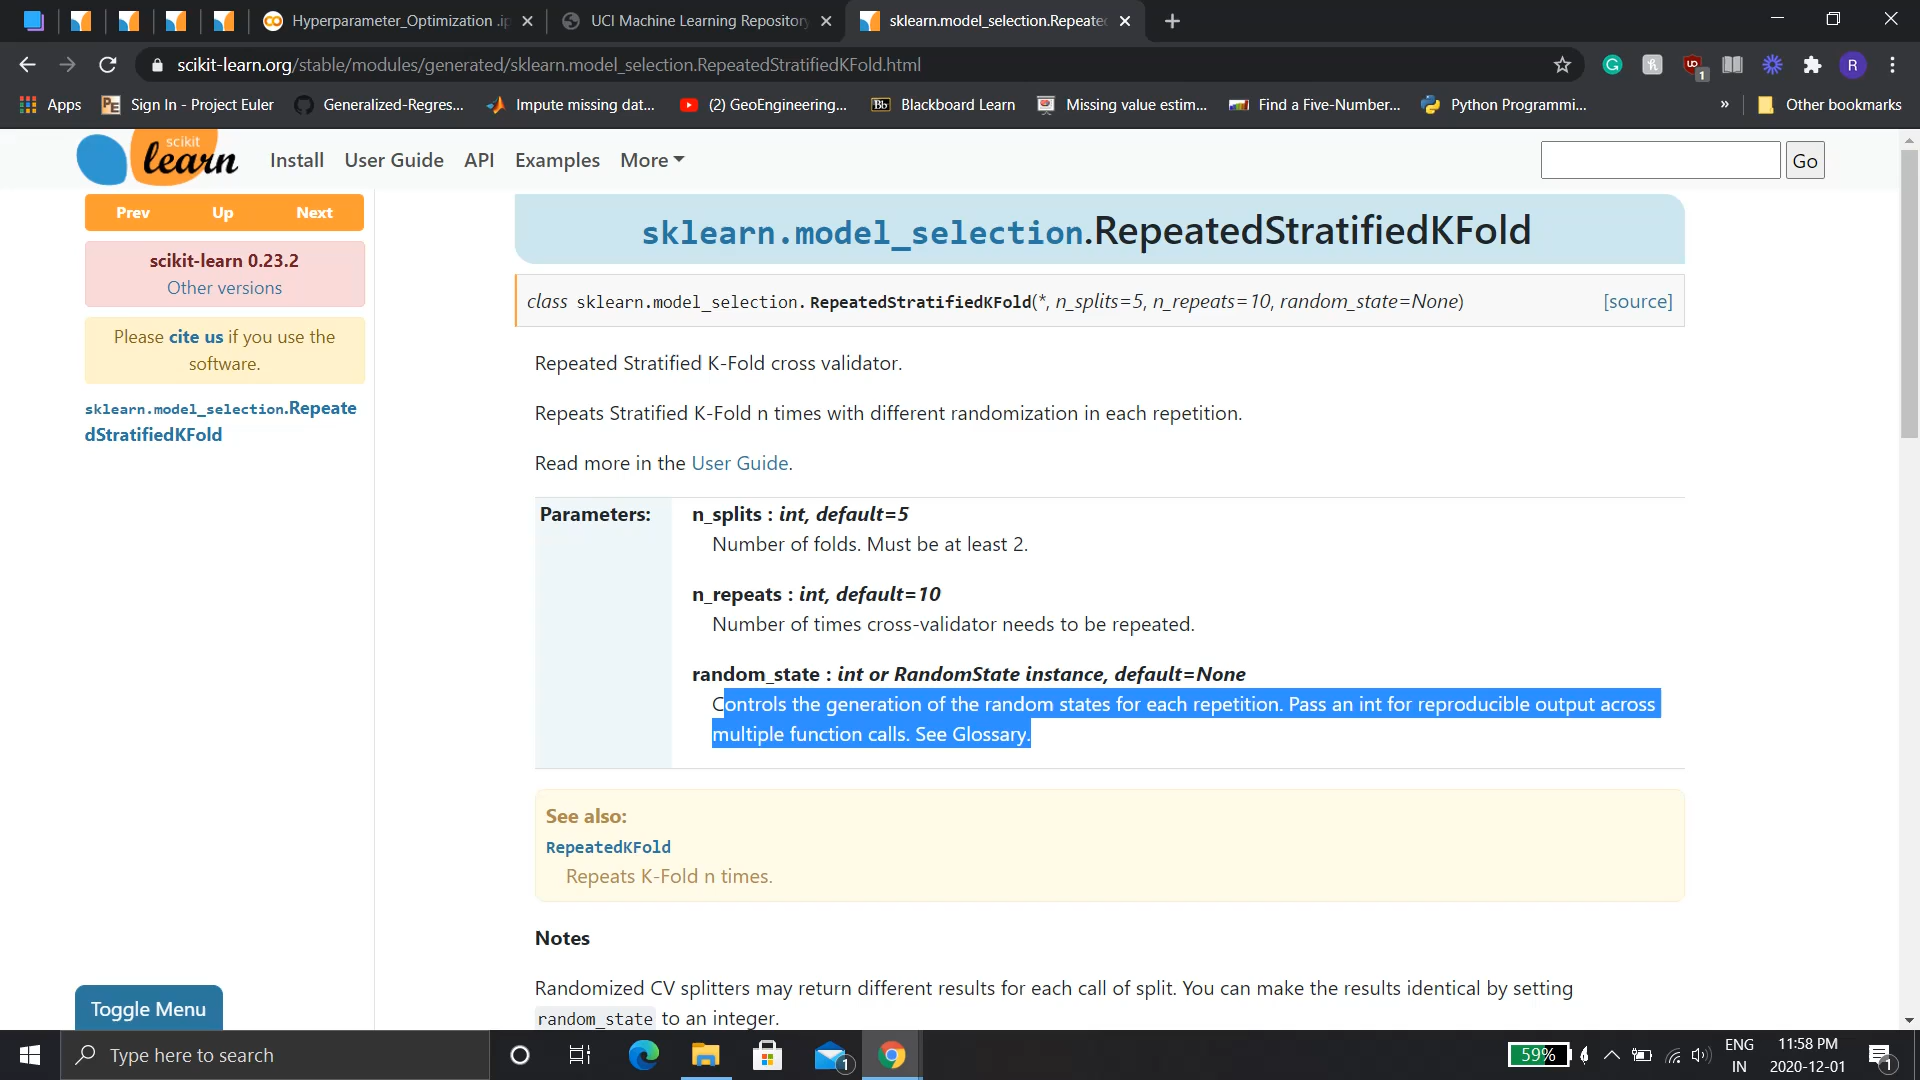 Hyperparameter_Optimization .ip
UCI Machine Learning Repository
sklearn.model_selection.Repeate
scikit-learn.org/stable/modules/generated/sklearn.model_selection.RepeatedStratifiedKFold.html
1
R
Apps
Sign In - Project Euler
Generalized-Regres...
Impute missing dat...
(2) GeoEngineering...
Bb
Blackboard Learn
Missing value estim...
Find a Five-Number...
Python Programmi...
»
Other bookmarks
scikit
learn
Install
User Guide
API
Examples
More
Go
Prev
Up
Next
scikit-learn 0.23.2
Other versions
Please cite us if you use the
software.
sklearn.model_selection.Repeate
dStratifiedKFold
sklearn.model_selection.RepeatedStratifiedKFold
class sklearn.model_selection.RepeatedStratifiedKFold(*, n_splits=5, n_repeats=10, random_state=None)
[source]
Repeated Stratified K-Fold cross validator.
Repeats Stratified K-Fold n times with different randomization in each repetition.
Read more in the User Guide.
Parameters:
n_splits : int, default=5
Number of folds. Must be at least 2.
n_repeats : int, default=10
Number of times cross-validator needs to be repeated.
random_state : int or RandomState instance, default=None
Controls the generation of the random states for each repetition. Pass an int for reproducible output across
multiple function calls. See Glossary.
See also:
RepeatedKFold
Repeats K-Fold n times.
Notes
Randomized CV splitters may return different results for each call of split. You can make the results identical by setting
random_state to an integer.
Toggle Menu
Type here to search
1
59%
ENG
IN
11:58 PM
2020-12-01
1